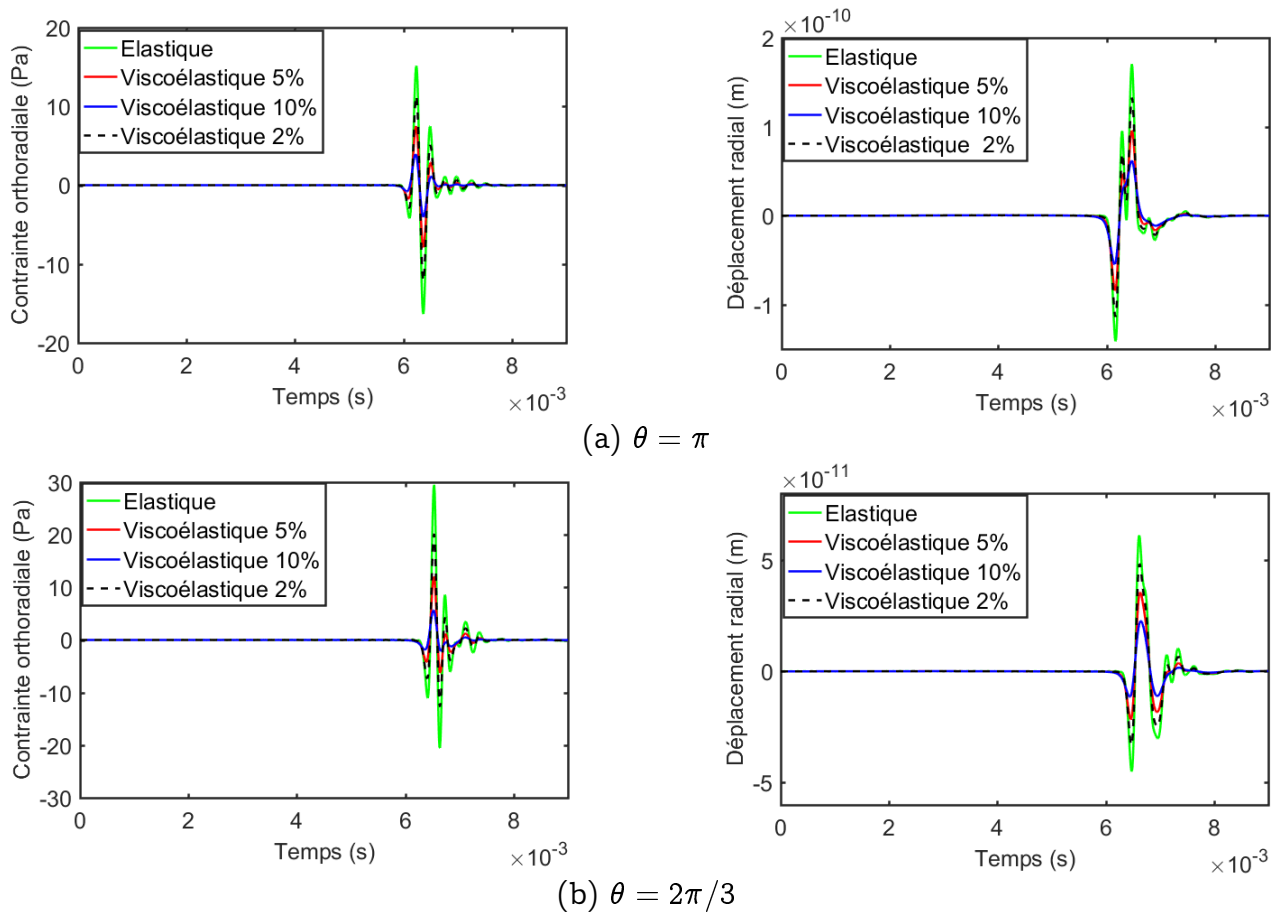 20
10
0
-10
-20
Contrainte orthoradiale (Pa)
Elastique
Viscoélastique 5%
Viscoélastique 10%
Viscoélastique 2%
0 2 4 6 8
Temps (s)
×10-3
×10-10
2
1
0
-1
Déplacement radial (m)
Elastique
Viscoélastique 5%
Viscoélastique 10%
Viscoélastique 2%
0 2 4 6 8
Temps (s)
×10-3
(a) θ = π
30
20
10
0
-10
-20
-30
Contrainte orthoradiale (Pa)
Elastique
Viscoélastique 5%
Viscoélastique 10%
Viscoélastique 2%
0 2 4 6 8
Temps (s)
×10-3
×10-11
5
0
-5
Déplacement radial (m)
Elastique
Viscoélastique 5%
Viscoélastique 10%
Viscoélastique 2%
0 2 4 6 8
Temps (s)
×10-3
(b) θ = 2π/3